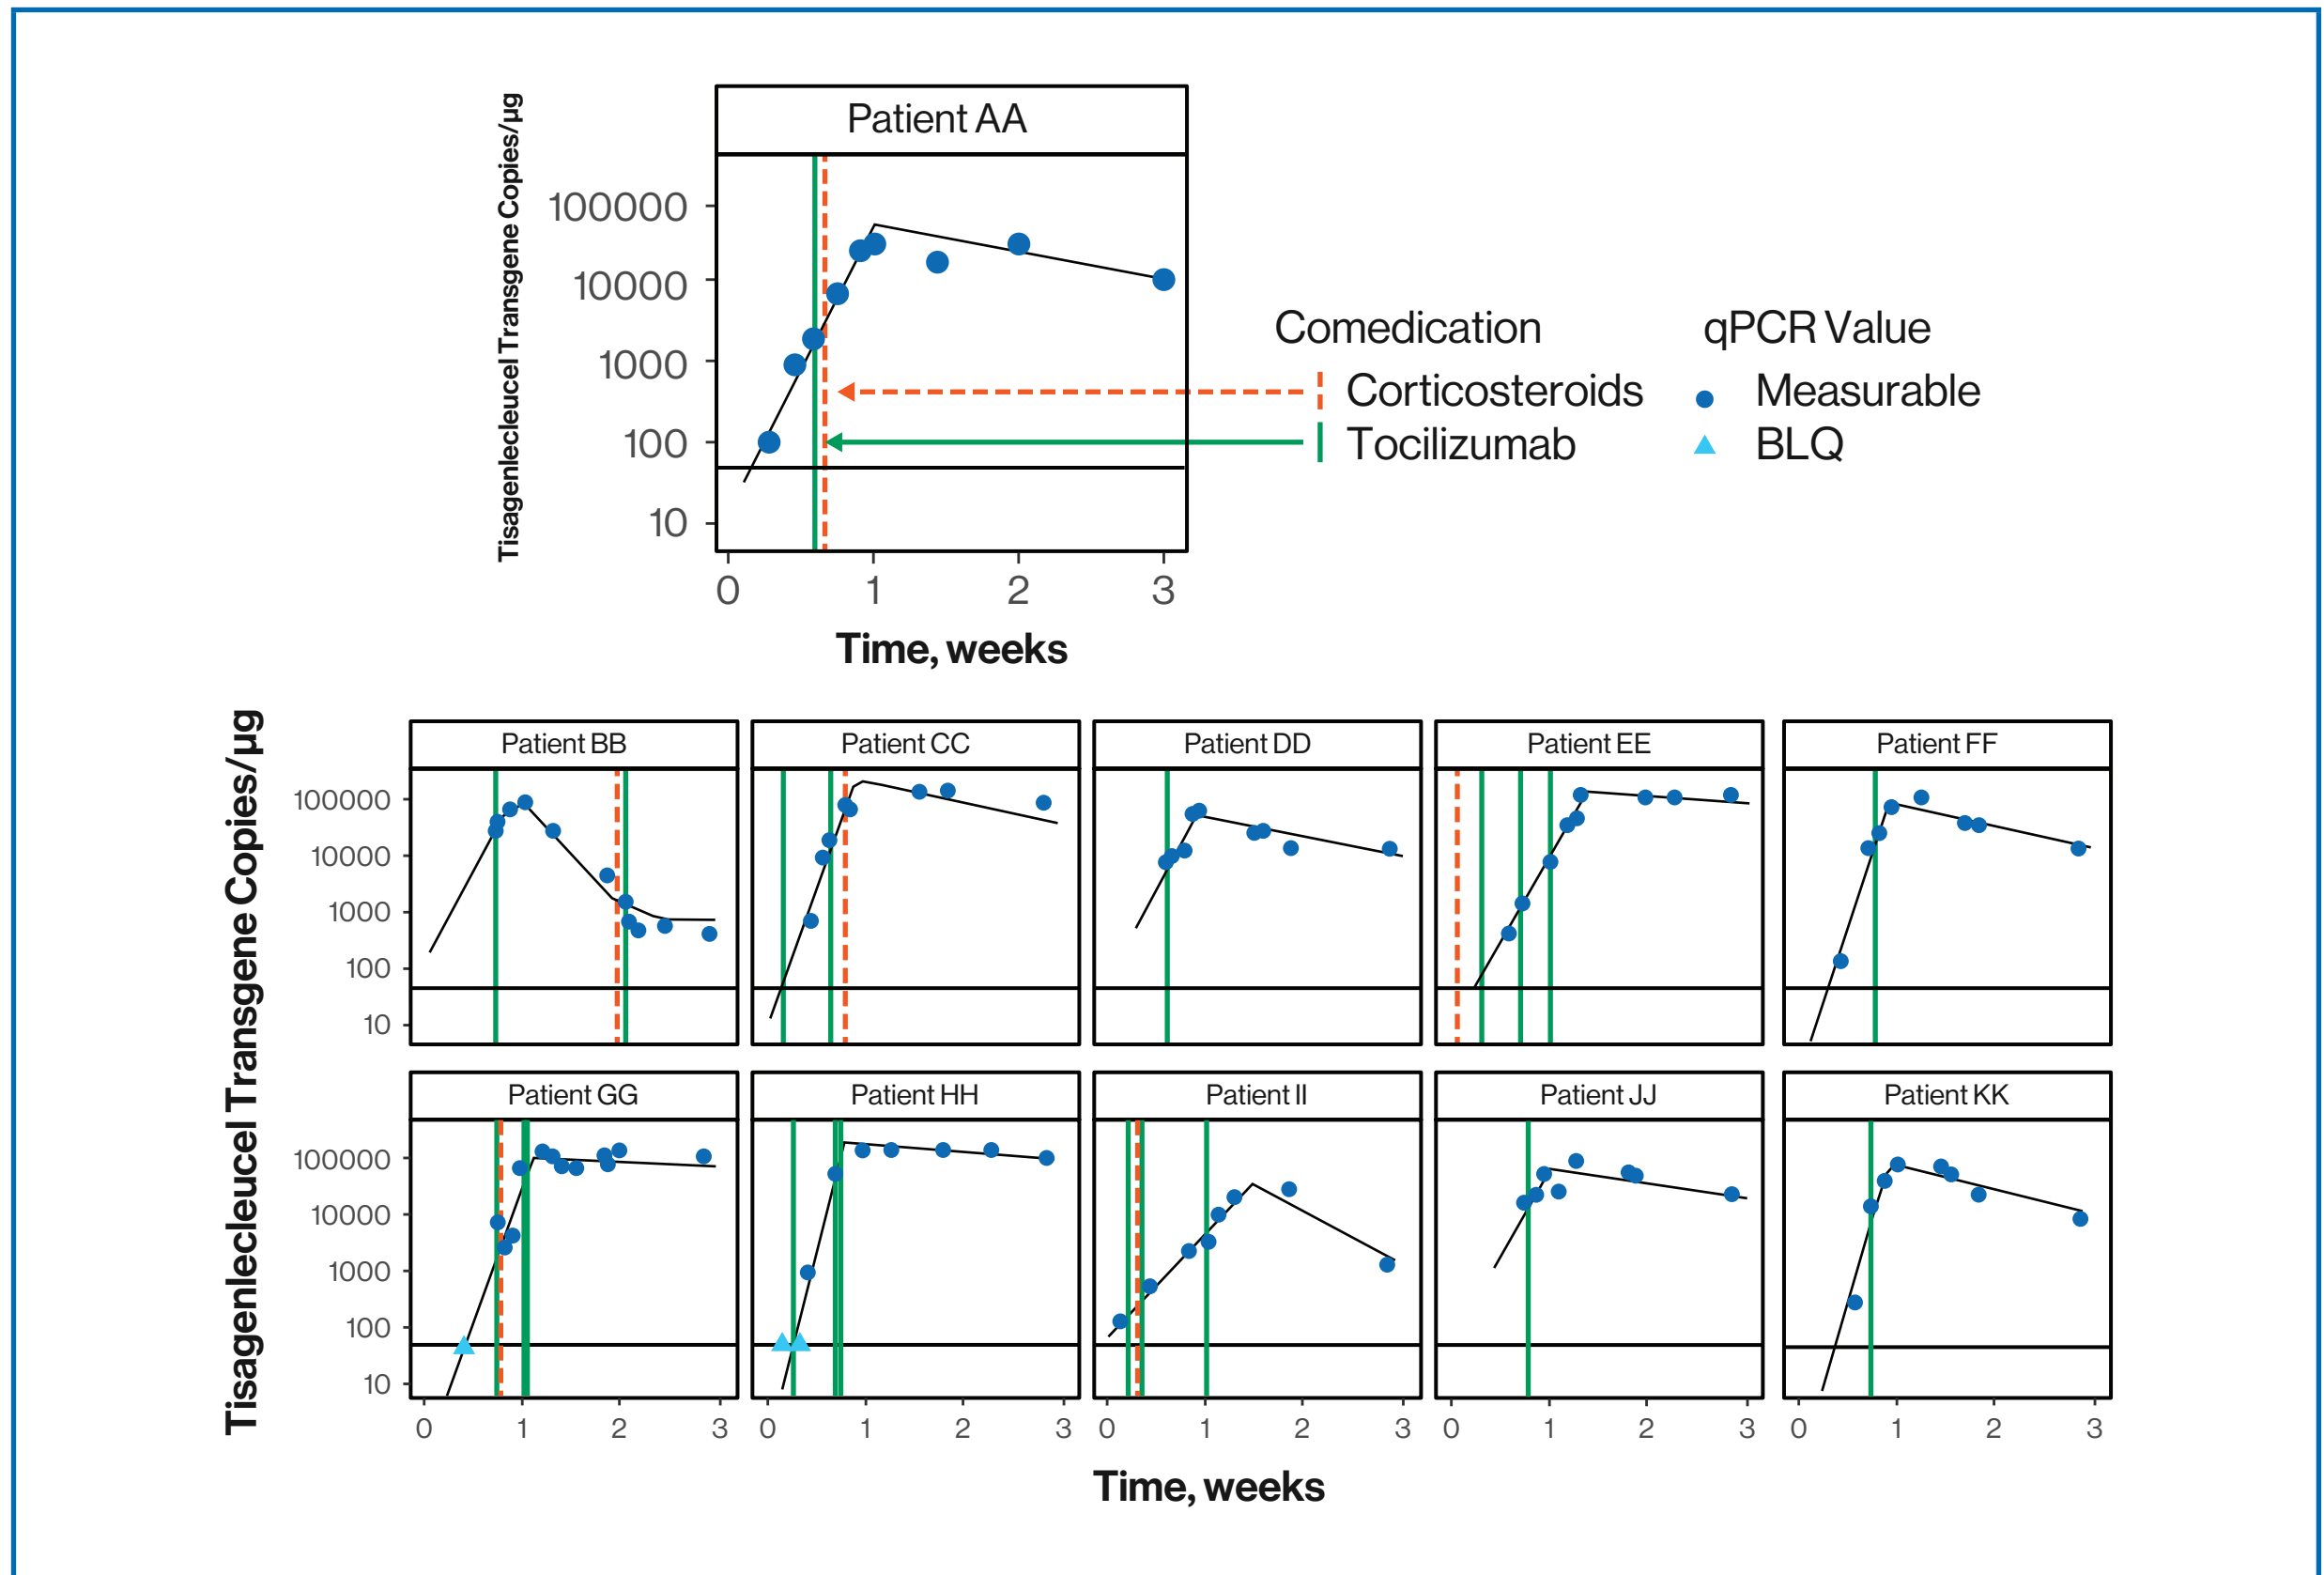 Patient AA
Tisagenlecleucel Transgene Copies/µg
100000
10000
1000
100
10
0 1 2 3
Time, weeks
Comedication
Corticosteroids
Tocilizumab
qPCR Value
Measurable
BLQ
Tisagenlecleucel Transgene Copies/µg
Patient BB
Patient CC
Patient DD
Patient EE
Patient FF
100000
10000
1000
100
10
Patient GG
Patient HH
Patient II
Patient JJ
Patient KK
100000
10000
1000
100
10
0 1 2 3
0 1 2 3
0 1 2 3
0 1 2 3
0 1 2 3
Time, weeks